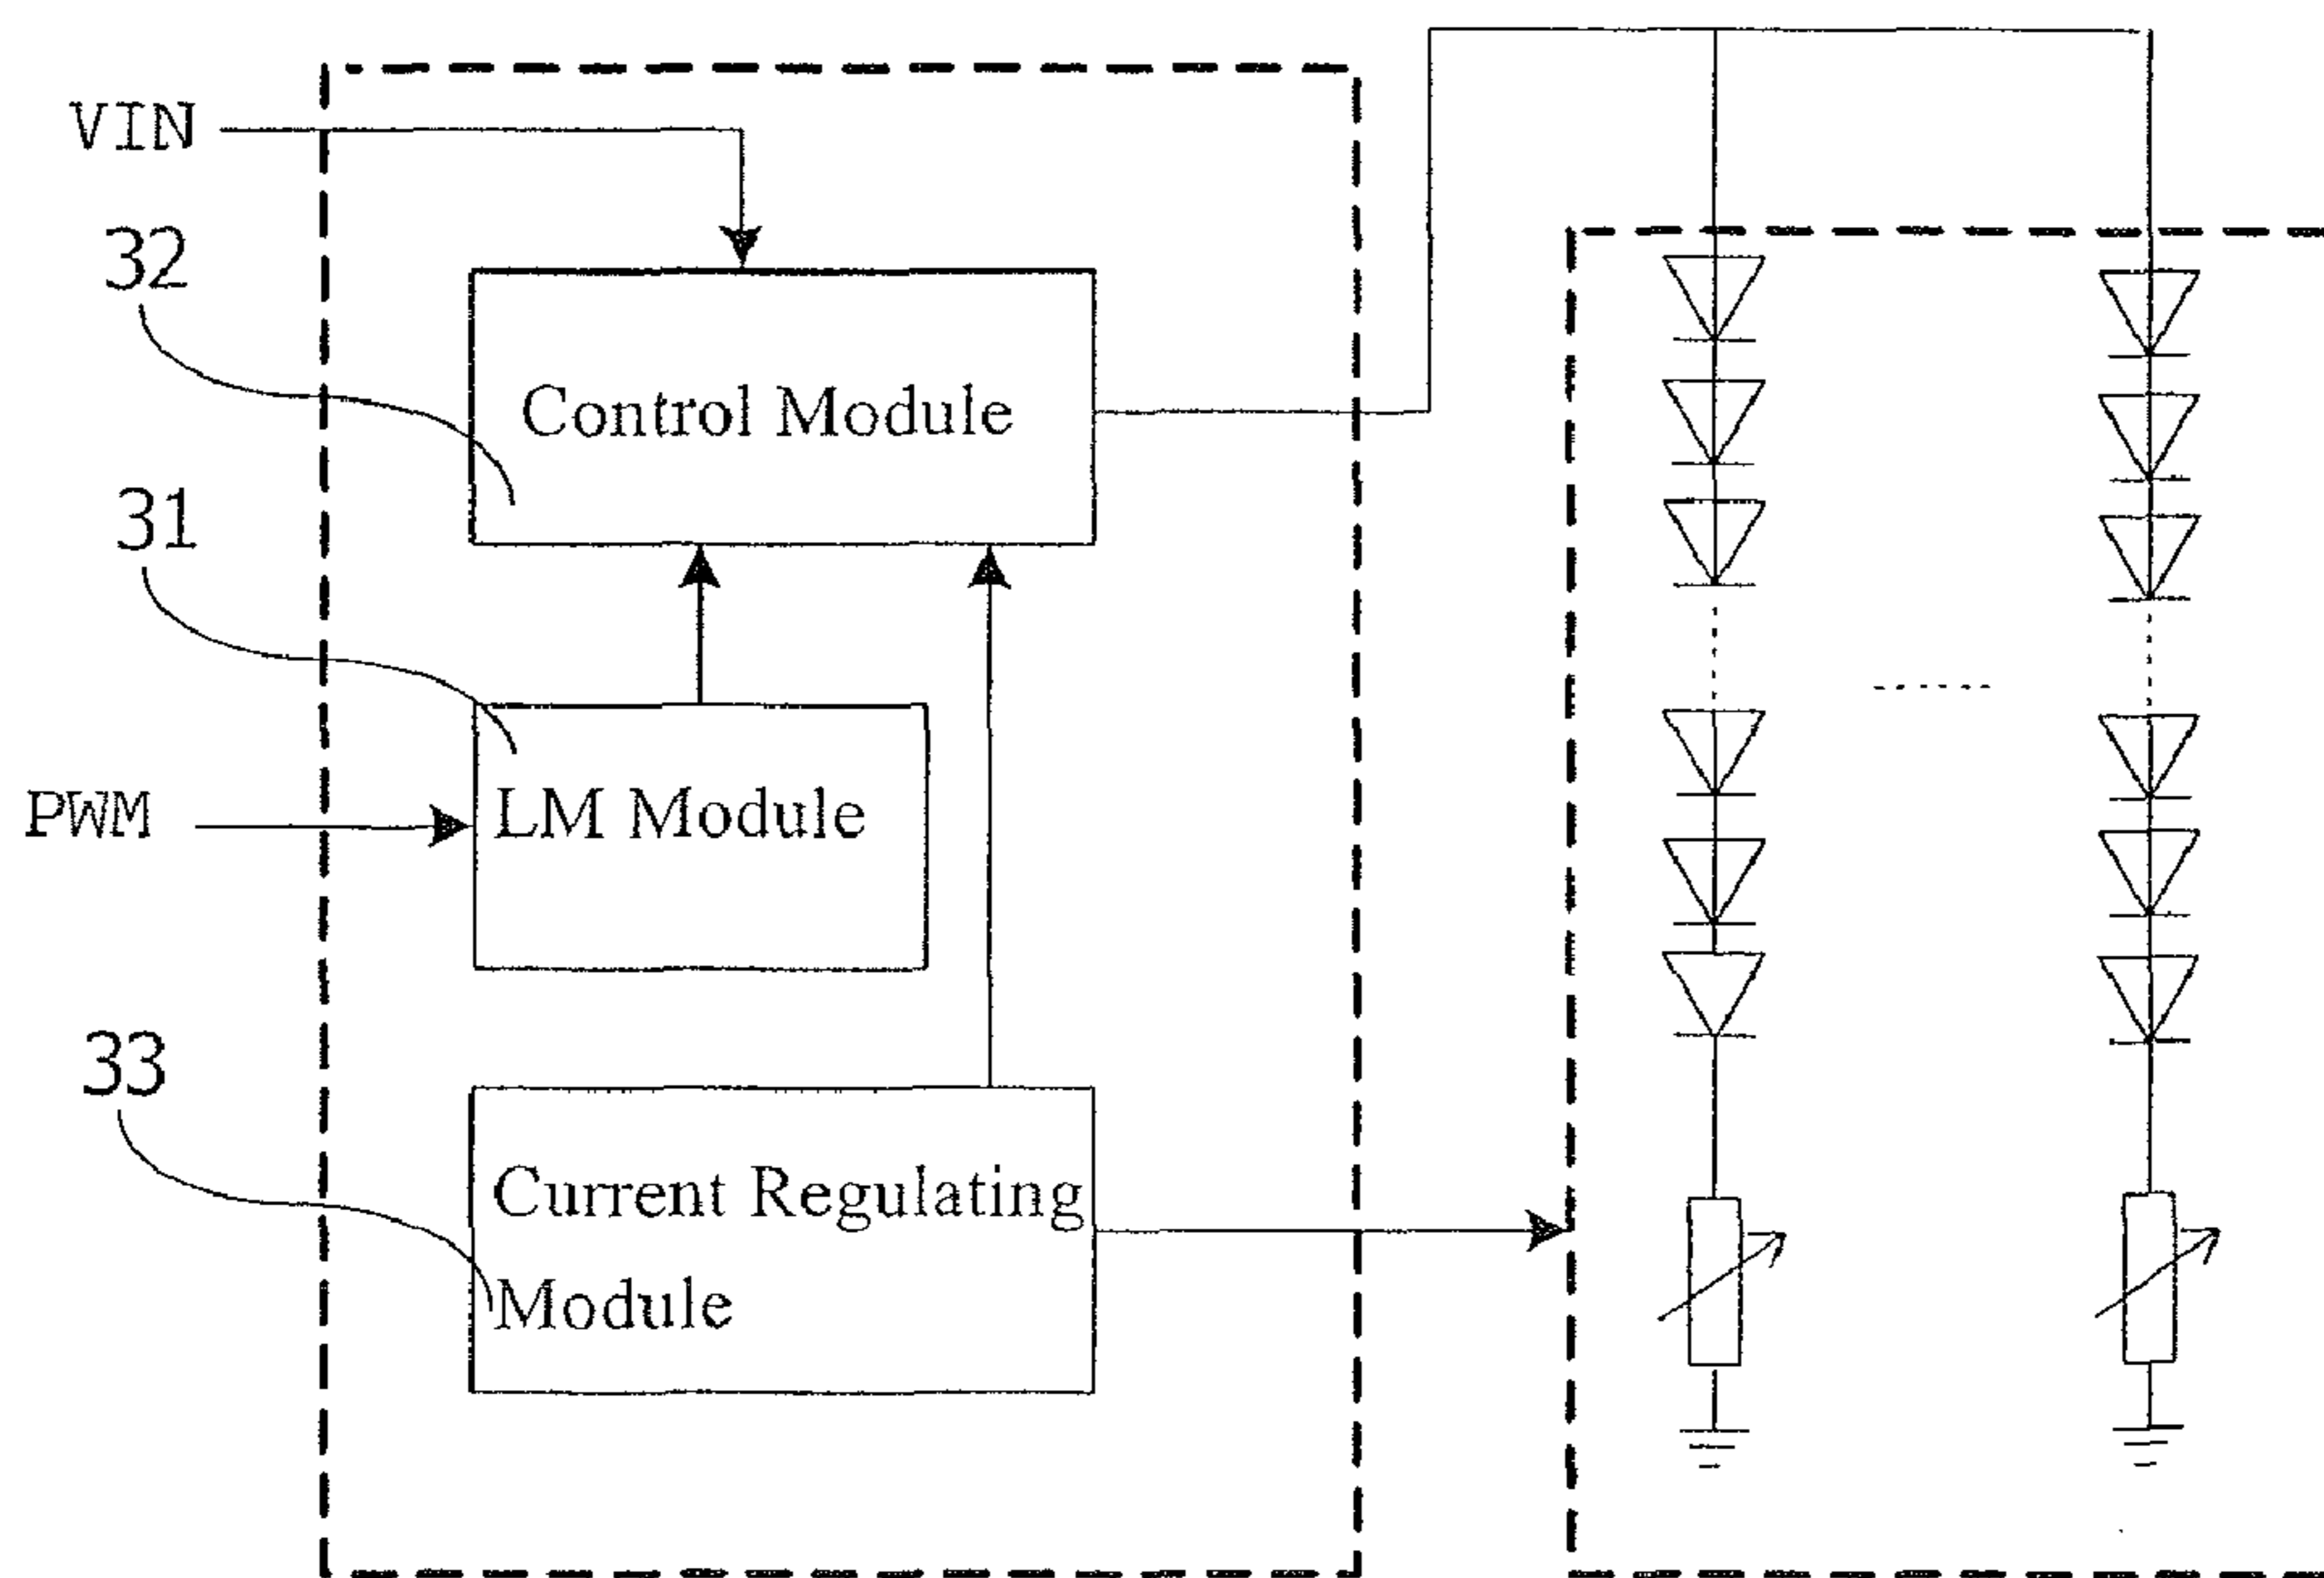 VIN
32
Control Module
31
PWM
LM Module
33
Current Regulating
Module